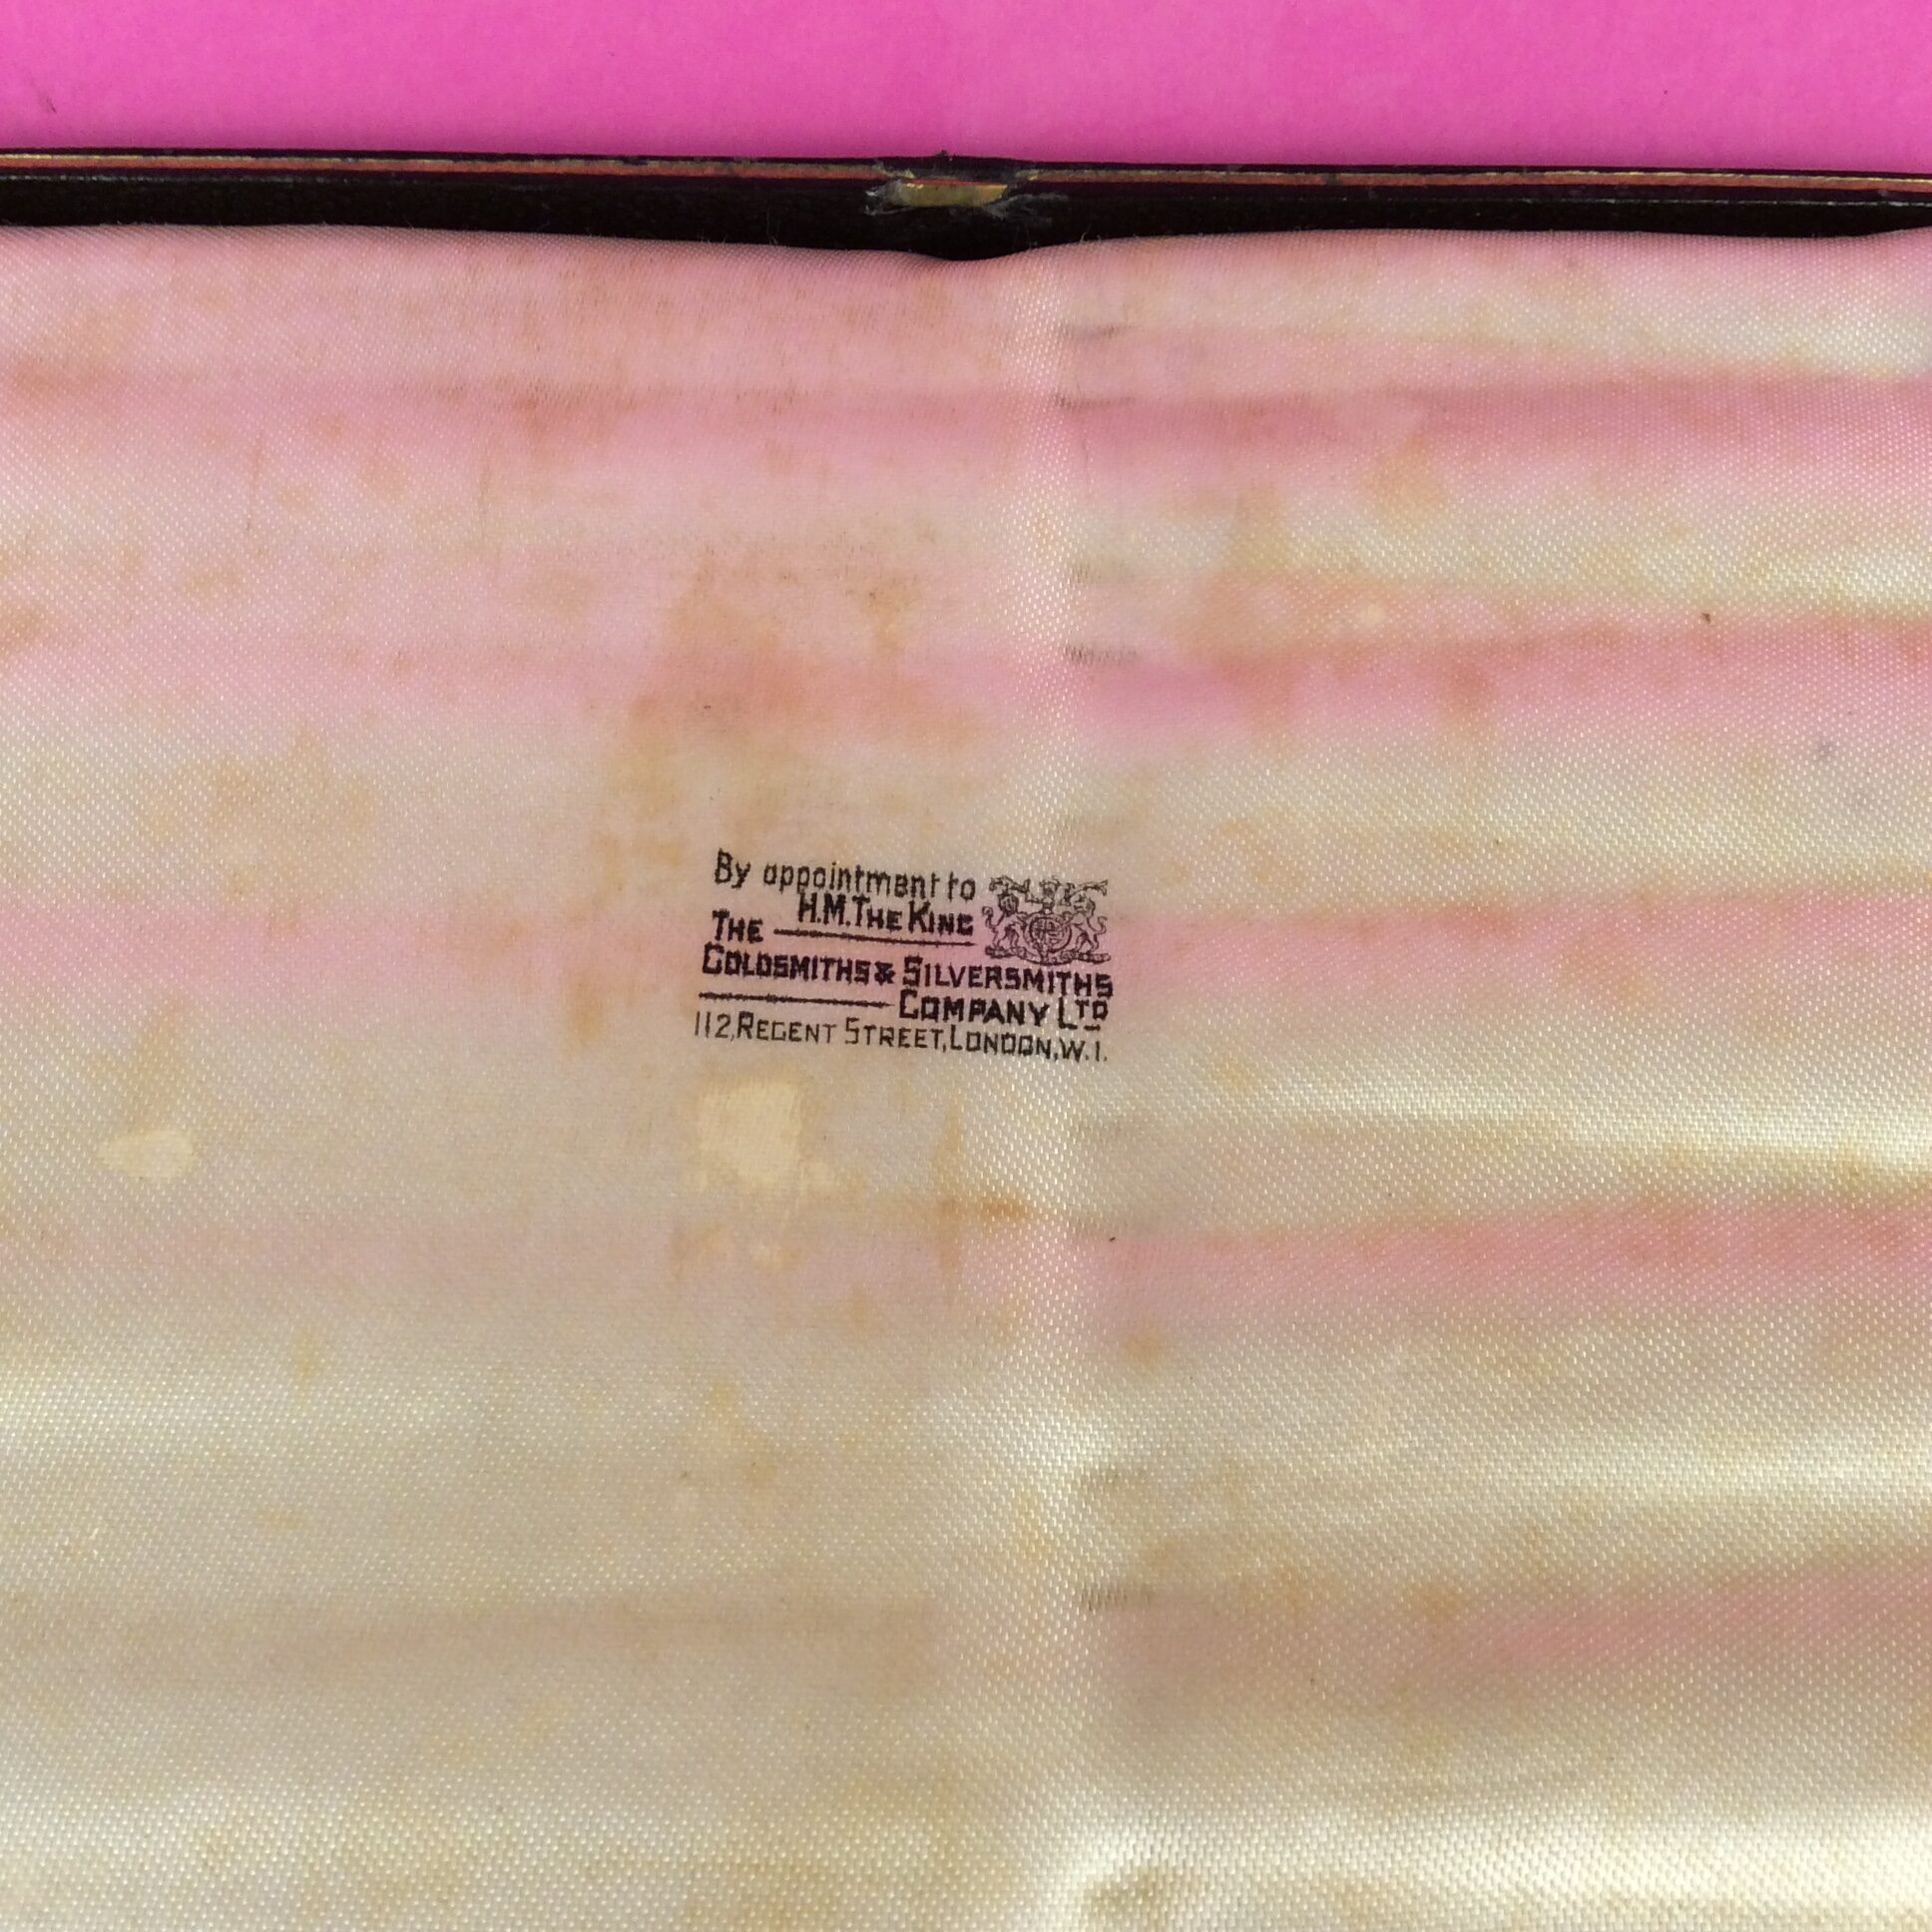 By appointment to
H.M. THE KING
THE
GOLDSMITHS & SILVERSMITHS
COMPANY LTD
112, REGENT STREET, LONDON, W.1.